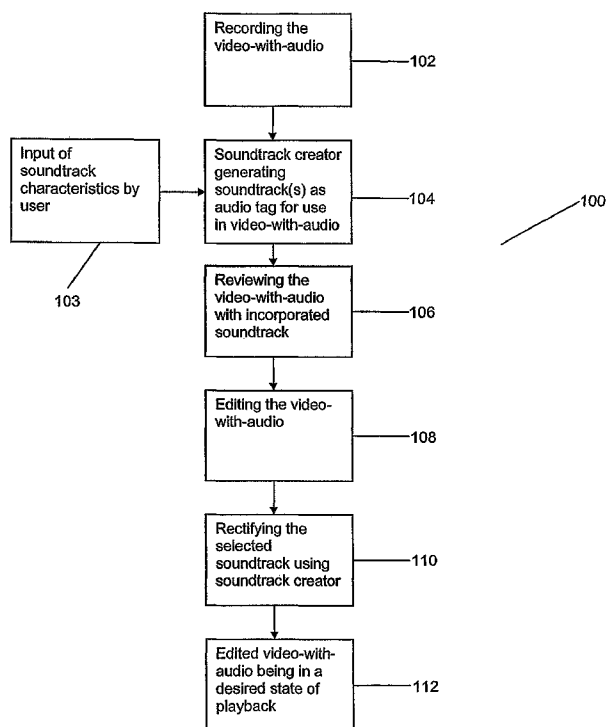 Recording the
video-with-audio
102
Input of
soundtrack
characteristics by
user
103
Soundtrack creator
generating
soundtrack(s) as
audio tag for use
in video-with-audio
104
100
Reviewing the
video-with-audio
with incorporated
soundtrack
106
Editing the video-
with-audio
108
Rectifying the
selected
soundtrack using
soundtrack creator
110
Edited video-with-
audio being in a
desired state of
playback
112